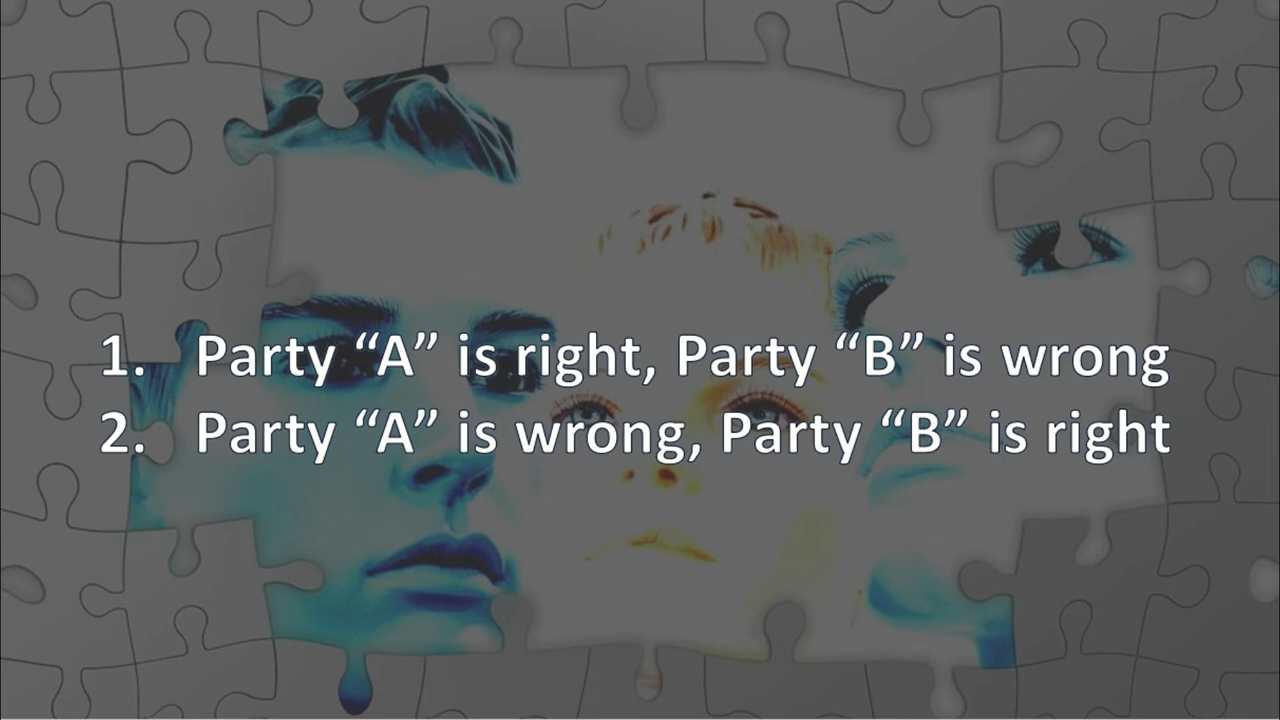 1. Party “A” is right, Party “B” is wrong
2. Party “A” is wrong, Party “B” is right